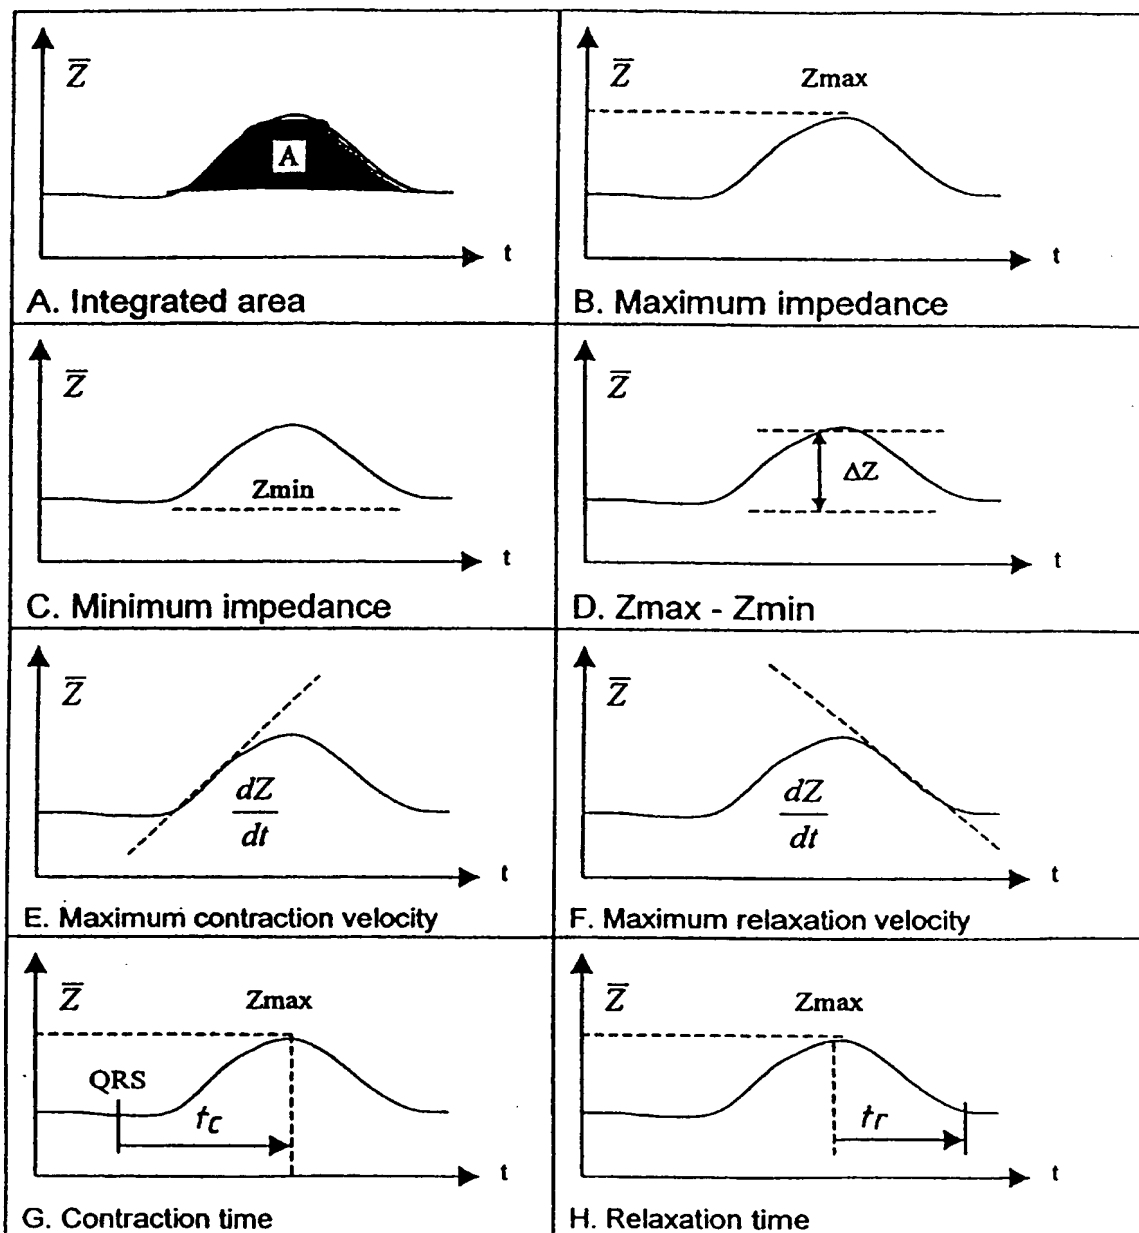 Z̅
A
t
A. Integrated area
Z̅
Zmax
t
B. Maximum impedance
Z̅
Zmin
t
C. Minimum impedance
Z̅
ΔZ
t
D. Zmax - Zmin
Z̅
dZ
dt
t
E. Maximum contraction velocity
Z̅
dZ
dt
t
F. Maximum relaxation velocity
Z̅
Zmax
QRS
tc
t
G. Contraction time
Z̅
Zmax
tr
t
H. Relaxation time